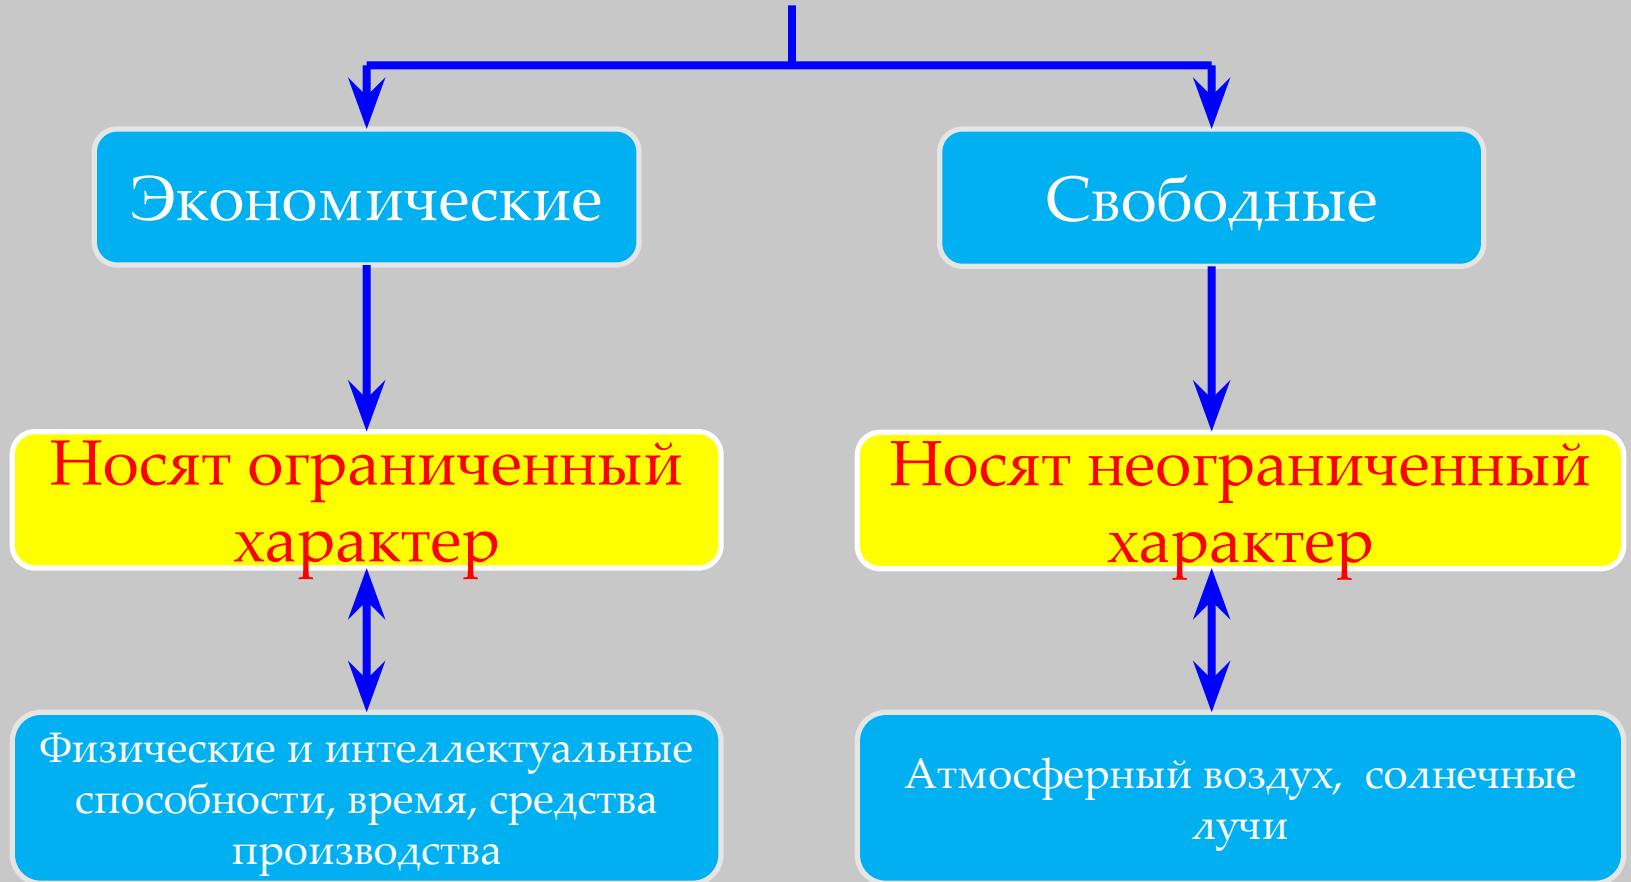 Экономические
Свободные
Носят ограниченный
характер
Носят неограниченный
характер
Физические и интеллектуальные
способности, время, средства
производства
Атмосферный воздух, солнечные
лучи